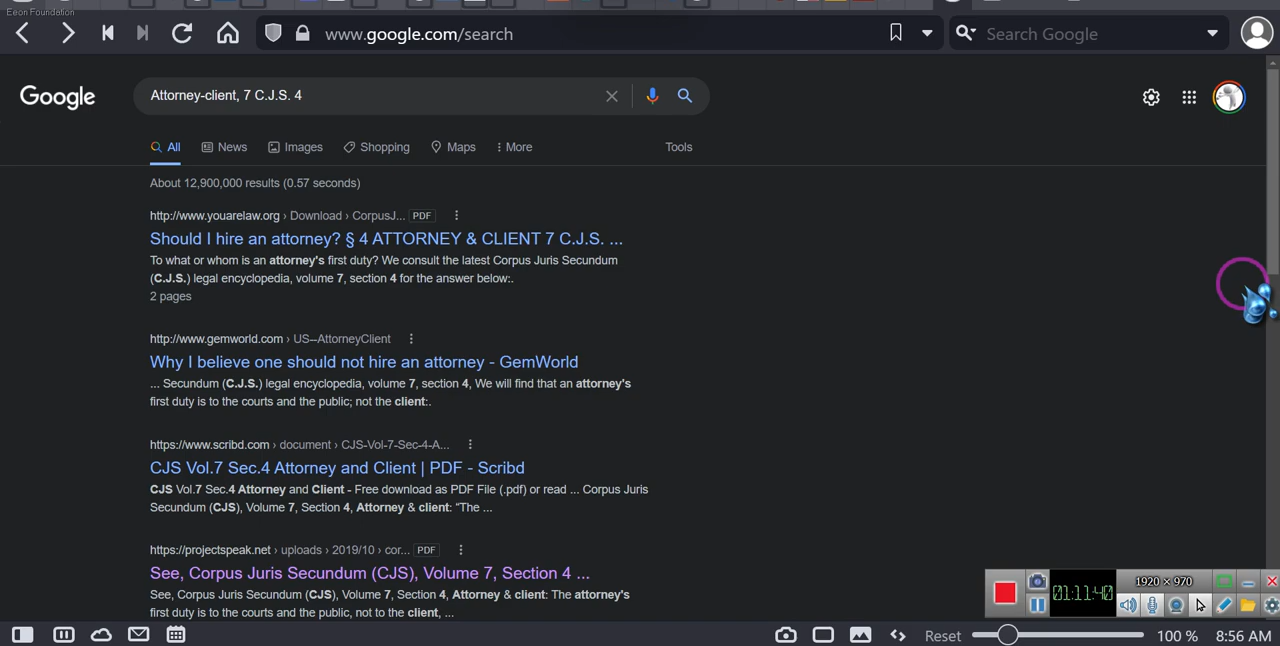 Eeon Foundation
www.google.com/search
Search Google
Google
Attorney-client, 7 C.J.S. 4
All
News
Images
Shopping
Maps
More
Tools
About 12,900,000 results (0.57 seconds)
http://www.youarelaw.org › Download › CorpusJ... PDF
Should I hire an attorney? § 4 ATTORNEY & CLIENT 7 C.J.S. ...
To what or whom is an attorney's first duty? We consult the latest Corpus Juris Secundum
(C.J.S.) legal encyclopedia, volume 7, section 4 for the answer below:.
2 pages
http://www.gemworld.com › US--AttorneyClient
Why I believe one should not hire an attorney - GemWorld
... Secundum (C.J.S.) legal encyclopedia, volume 7, section 4, We will find that an attorney's
first duty is to the courts and the public; not the client:.
https://www.scribd.com › document › CJS-Vol-7-Sec-4-A...
CJS Vol.7 Sec.4 Attorney and Client | PDF - Scribd
CJS Vol.7 Sec.4 Attorney and Client - Free download as PDF File (.pdf) or read ... Corpus Juris
Secundum (CJS), Volume 7, Section 4, Attorney & client: “The ...
https://projectspeak.net › uploads › 2019/10 › cor... PDF
See, Corpus Juris Secundum (CJS), Volume 7, Section 4 ...
See, Corpus Juris Secundum (CJS), Volume 7, Section 4, Attorney & client: The attorney's
first duty is to the courts and the public, not to the client, ...
01:11:40
1920 × 970
Reset
100 %
8:56 AM